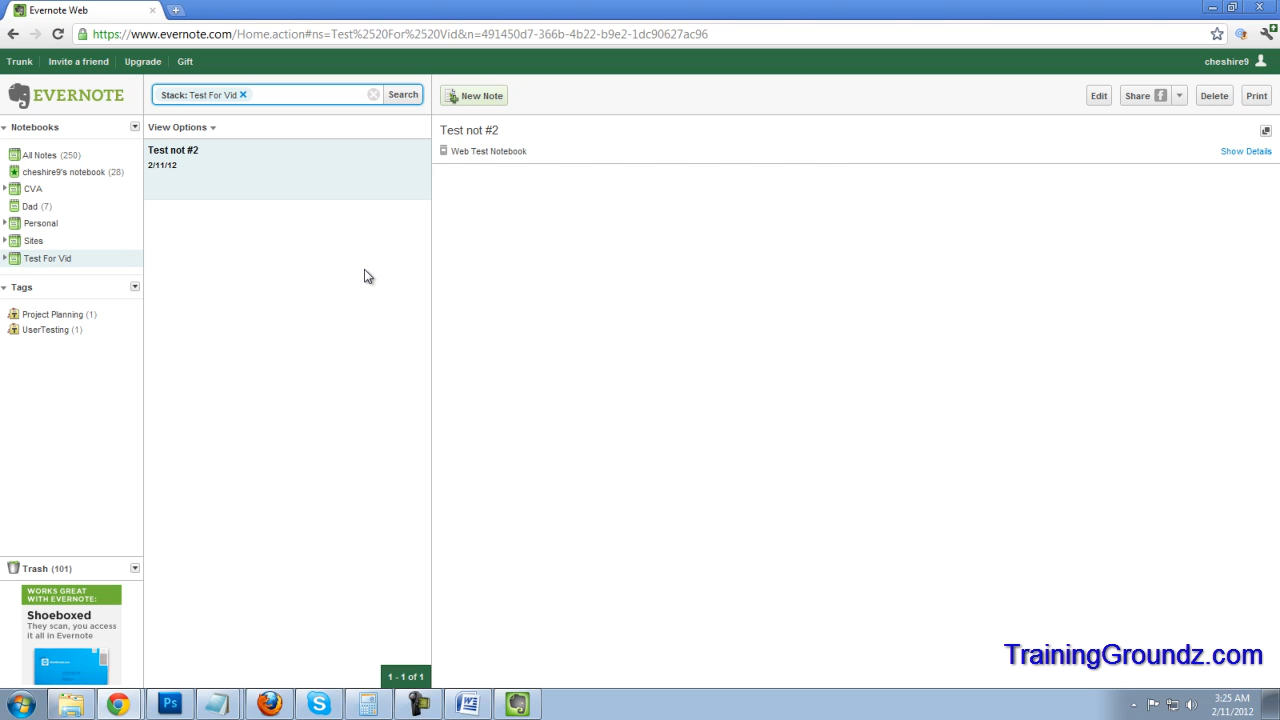 Evernote Web
https://www.evernote.com/Home.action#ns=Test%2520For%2520Vid&n=491450d7-366b-4b22-b9e2-1dc90627ac96
Trunk Invite a friend Upgrade Gift cheshire9
EVERNOTE
Stack: Test For Vid Search
New Note Edit Share Delete Print
Notebooks
View Options
Test not #2
Web Test Notebook Show Details
Test not #2
2/11/12
All Notes (250)
cheshire9's notebook (28)
CVA
Dad (7)
Personal
Sites
Test For Vid
Tags
Project Planning (1)
UserTesting (1)
Trash (101)
WORKS GREAT
WITH EVERNOTE:
Shoeboxed
They scan, you access
it all in Evernote
1 - 1 of 1
TrainingGroundz.com
3:25 AM
2/11/2012